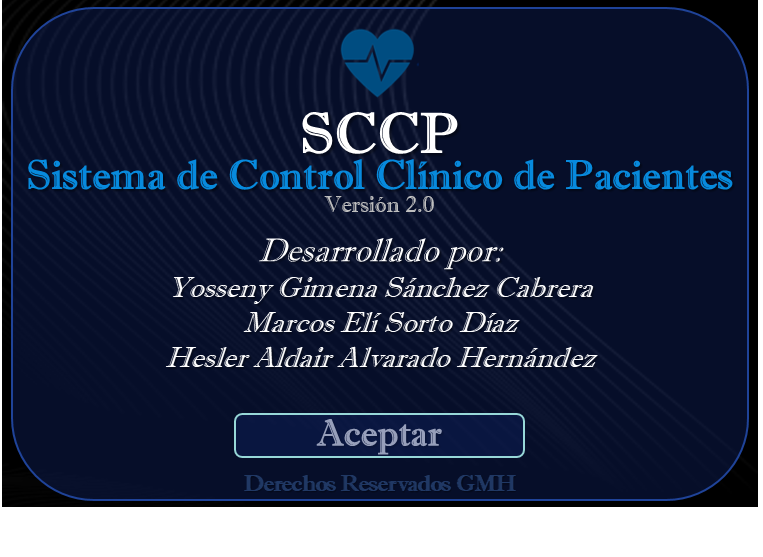 SCCP
Sistema de Control Clínico de Pacientes
Versión 2.0
Desarrollado por:
Yosseny Gimena Sánchez Cabrera
Marcos Elí Sorto Díaz
Hesler Aldair Alvarado Hernández
Aceptar
Derechos Reservados GMH